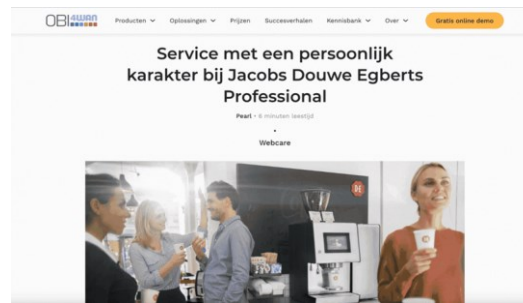 OBI4wan
Producten Oplossingen Prijzen Succesverhalen Kennisbank Over Gratis online demo
Service met een persoonlijk
karakter bij Jacobs Douwe Egberts
Professional
Pearl • 6 minuten leestijd
Webcare
DE